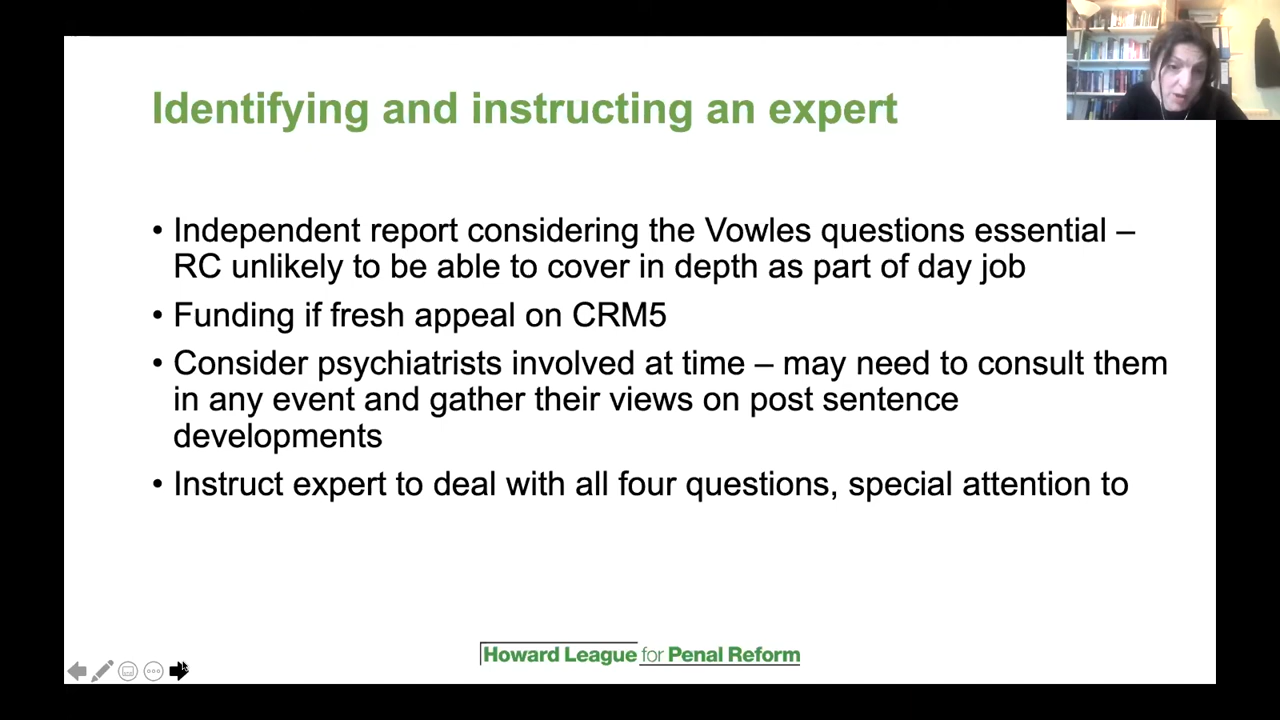 Identifying and instructing an expert
• Independent report considering the Vowles questions essential –
RC unlikely to be able to cover in depth as part of day job
• Funding if fresh appeal on CRM5
• Consider psychiatrists involved at time – may need to consult them
in any event and gather their views on post sentence
developments
• Instruct expert to deal with all four questions, special attention to
Howard League for Penal Reform